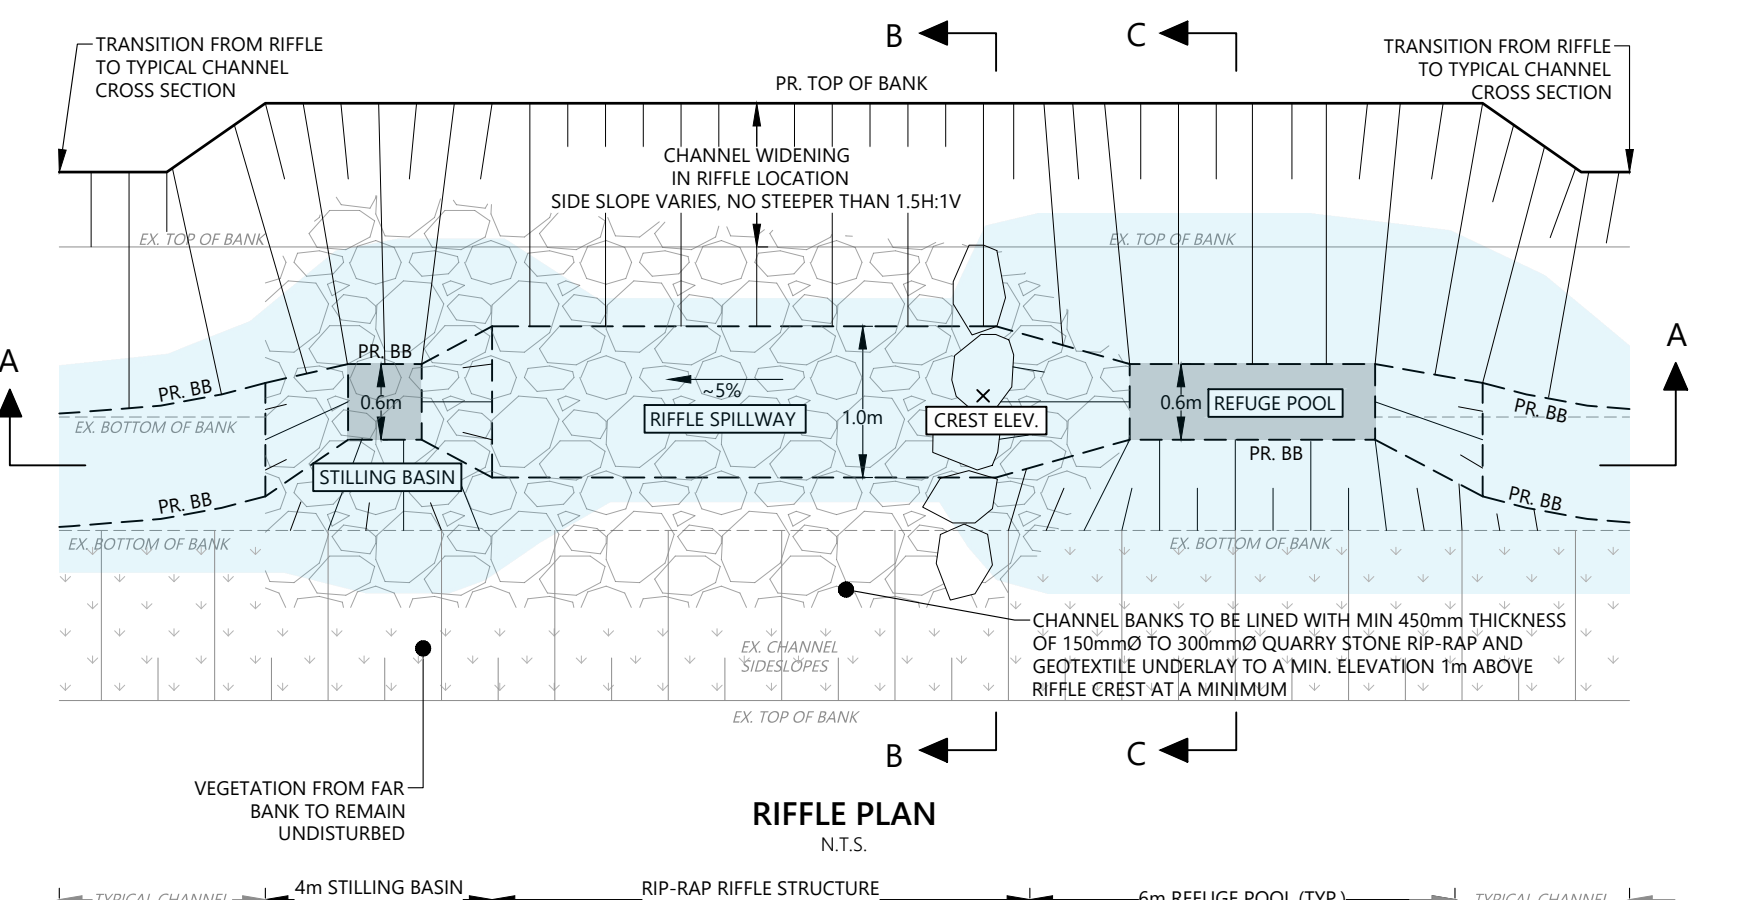 B
C
TRANSITION FROM RIFFLE
TO TYPICAL CHANNEL
CROSS SECTION
TRANSITION FROM RIFFLE
TO TYPICAL CHANNEL
CROSS SECTION
PR. TOP OF BANK
CHANNEL WIDENING
IN RIFFLE LOCATION
SIDE SLOPE VARIES, NO STEEPER THAN 1.5H:1V
EX. TOP OF BANK
EX. TOP OF BANK
A
A
PR. BB
PR. BB
~5%
0.6m
RIFFLE SPILLWAY
1.0m
CREST ELEV.
0.6m
REFUGE POOL
PR. BB
EX. BOTTOM OF BANK
PR. BB
STILLING BASIN
PR. BB
PR. BB
EX. BOTTOM OF BANK
EX. BOTTOM OF BANK
CHANNEL BANKS TO BE LINED WITH MIN 450mm THICKNESS
OF 150mmØ TO 300mmØ QUARRY STONE RIP-RAP AND
GEOTEXTILE UNDERLAY TO A MIN. ELEVATION 1m ABOVE
RIFFLE CREST AT A MINIMUM
EX. CHANNEL
SIDESLOPES
EX. TOP OF BANK
B
C
VEGETATION FROM FAR
BANK TO REMAIN
UNDISTURBED
RIFFLE PLAN
N.T.S.
TYPICAL CHANNEL
4m STILLING BASIN
RIP-RAP RIFFLE STRUCTURE
6m REFUGE POOL (TYP.)
TYPICAL CHANNEL